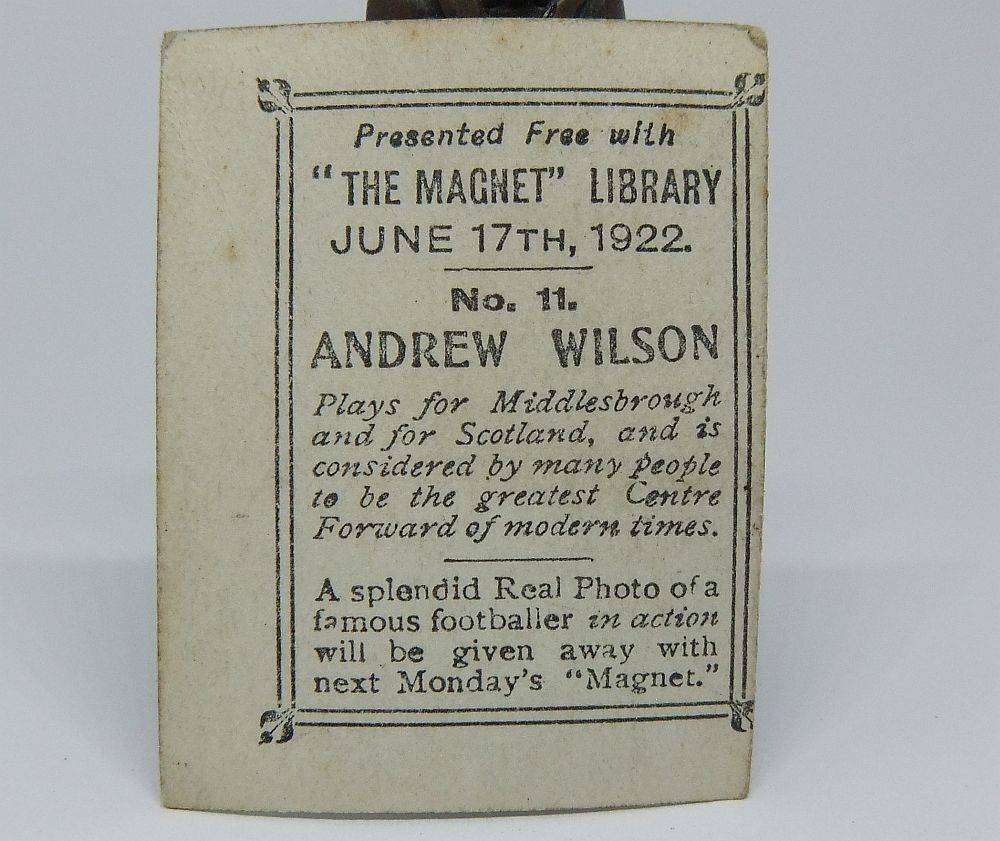 Presented Free with
"THE MAGNET" LIBRARY
JUNE 17TH, 1922.
No. 11.
ANDREW WILSON
Plays for Middlesbrough
and for Scotland, and is
considered by many people
to be the greatest Centre
Forward of modern times.
A splendid Real Photo of a
famous footballer in action
will be given away with
next Monday's "Magnet."